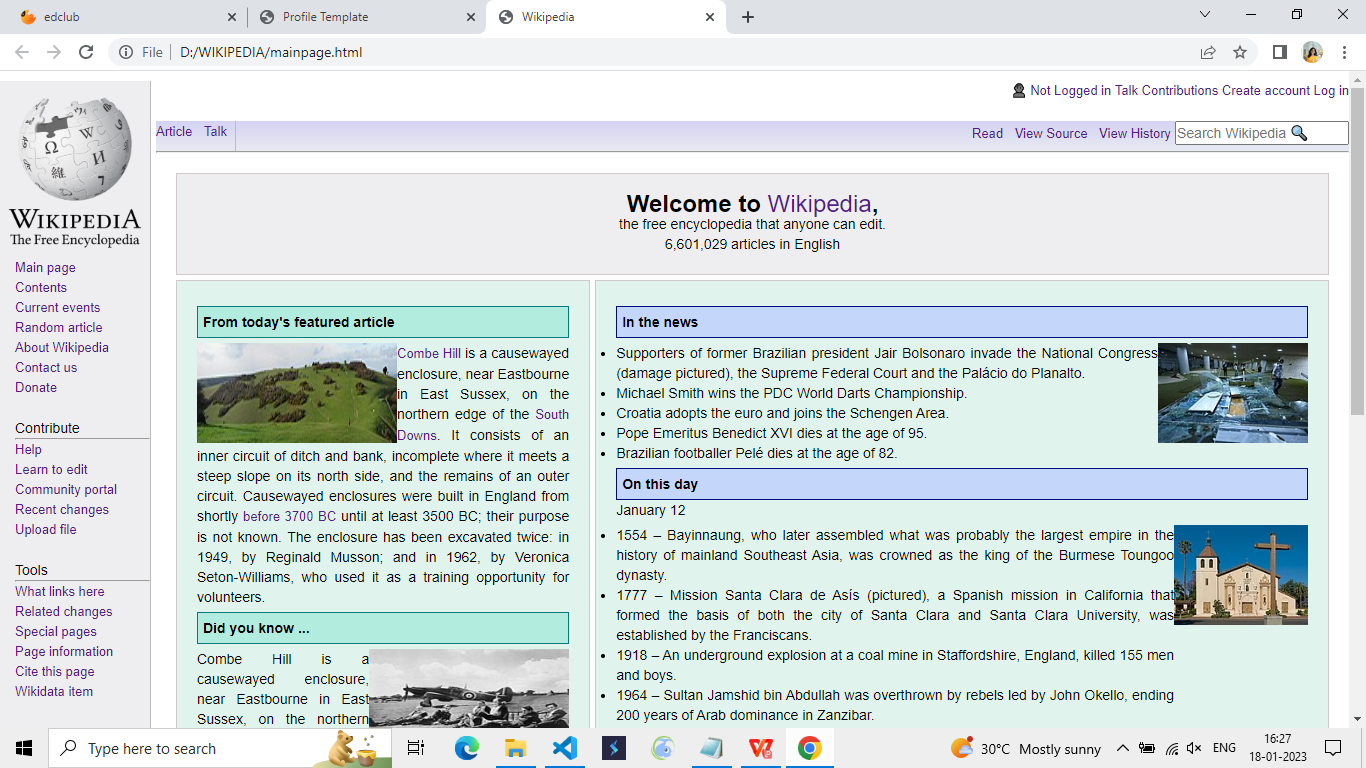 edclub
Profile Template
Wikipedia
File
D:/WIKIPEDIA/mainpage.html
Not Logged in Talk Contributions Create account Log in
Article Talk
Read View Source View History Search Wikipedia
WIKIPEDIA
The Free Encyclopedia
Main page
Contents
Current events
Random article
About Wikipedia
Contact us
Donate
Contribute
Help
Learn to edit
Community portal
Recent changes
Upload file
Tools
What links here
Related changes
Special pages
Page information
Cite this page
Wikidata item
Welcome to Wikipedia,
the free encyclopedia that anyone can edit.
6,601,029 articles in English
From today's featured article
Combe Hill is a causewayed
enclosure, near Eastbourne
in East Sussex, on the
northern edge of the South
Downs. It consists of an
inner circuit of ditch and bank, incomplete where it meets a
steep slope on its north side, and the remains of an outer
circuit. Causewayed enclosures were built in England from
shortly before 3700 BC until at least 3500 BC; their purpose
is not known. The enclosure has been excavated twice: in
1949, by Reginald Musson; and in 1962, by Veronica
Seton-Williams, who used it as a training opportunity for
volunteers.
Did you know ...
Combe Hill is a
causewayed enclosure,
near Eastbourne in East
Sussex, on the northern
In the news
Supporters of former Brazilian president Jair Bolsonaro invade the National Congress
(damage pictured), the Supreme Federal Court and the Palácio do Planalto.
Michael Smith wins the PDC World Darts Championship.
Croatia adopts the euro and joins the Schengen Area.
Pope Emeritus Benedict XVI dies at the age of 95.
Brazilian footballer Pelé dies at the age of 82.
On this day
January 12
1554 – Bayinnaung, who later assembled what was probably the largest empire in the
history of mainland Southeast Asia, was crowned as the king of the Burmese Toungoo
dynasty.
1777 – Mission Santa Clara de Asís (pictured), a Spanish mission in California that
formed the basis of both the city of Santa Clara and Santa Clara University, was
established by the Franciscans.
1918 – An underground explosion at a coal mine in Staffordshire, England, killed 155 men
and boys.
1964 – Sultan Jamshid bin Abdullah was overthrown by rebels led by John Okello, ending
200 years of Arab dominance in Zanzibar.
Type here to search
30°C Mostly sunny
ENG
16:27
18-01-2023